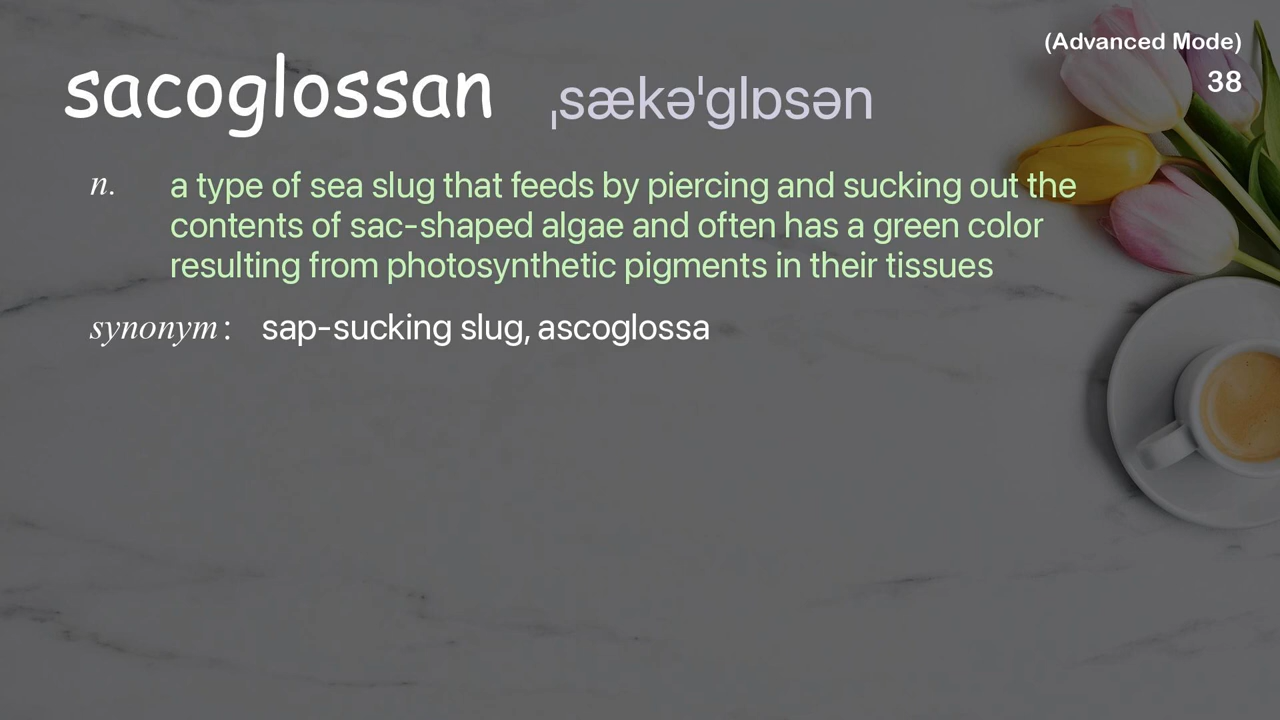 (Advanced Mode)
38
sacoglossan ˌsækəˈglɒsən
n. a type of sea slug that feeds by piercing and sucking out the
contents of sac-shaped algae and often has a green color
resulting from photosynthetic pigments in their tissues
synonym: sap-sucking slug, ascoglossa